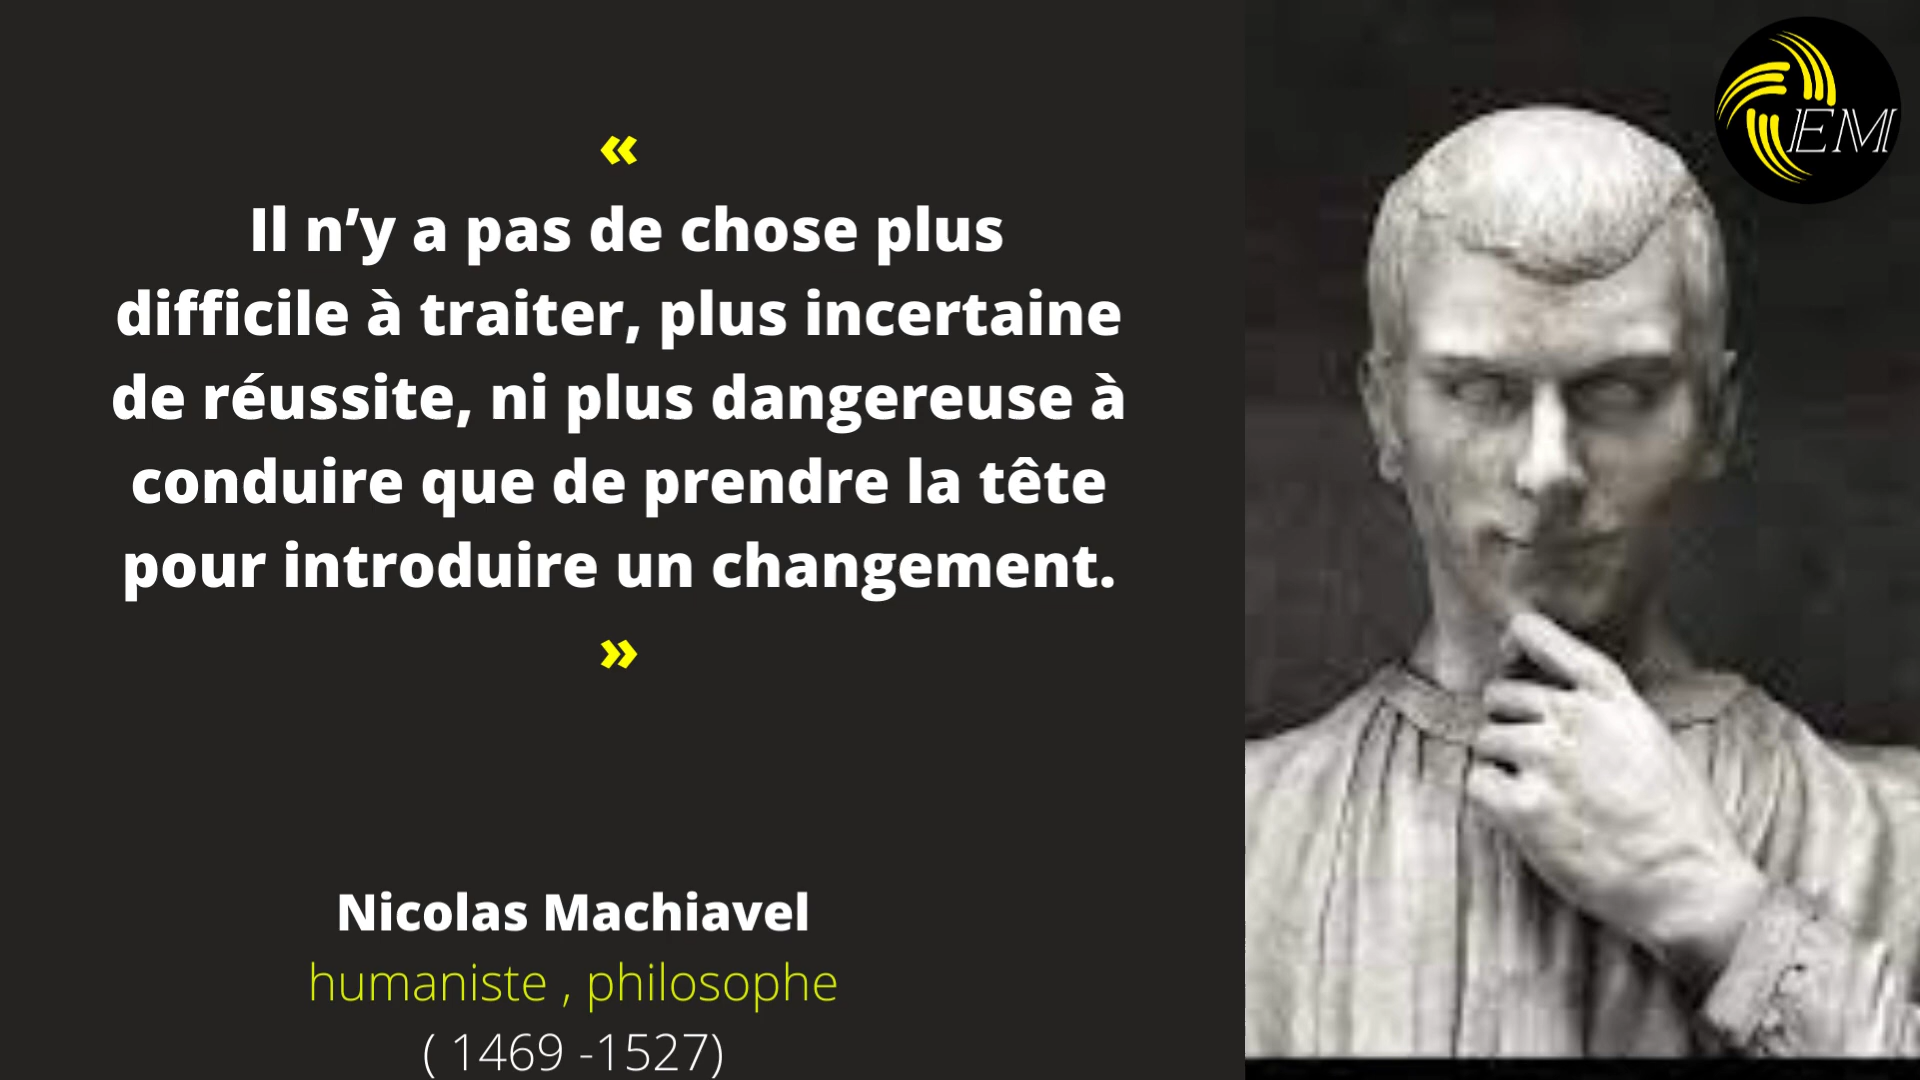 «
Il n’y a pas de chose plus
difficile à traiter, plus incertaine
de réussite, ni plus dangereuse à
conduire que de prendre la tête
pour introduire un changement.
»
Nicolas Machiavel
humaniste , philosophe
( 1469 -1527)
EM